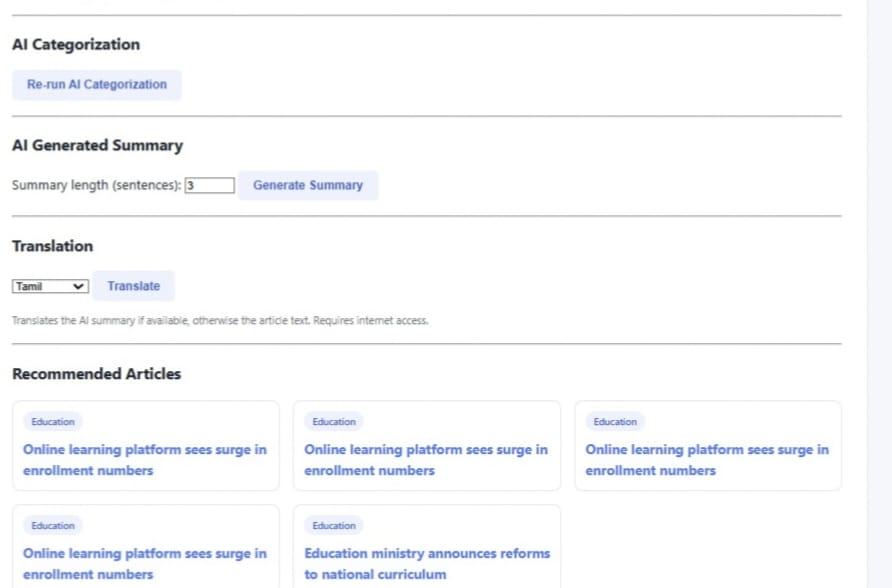 AI Categorization
Re-run AI Categorization
AI Generated Summary
Summary length (sentences): 3 Generate Summary
Translation
Tamil Translate
Translates the AI summary if available, otherwise the article text. Requires internet access.
Recommended Articles
Education
Online learning platform sees surge in
enrollment numbers
Education
Online learning platform sees surge in
enrollment numbers
Education
Online learning platform sees surge in
enrollment numbers
Education
Online learning platform sees surge in
enrollment numbers
Education
Education ministry announces reforms
to national curriculum